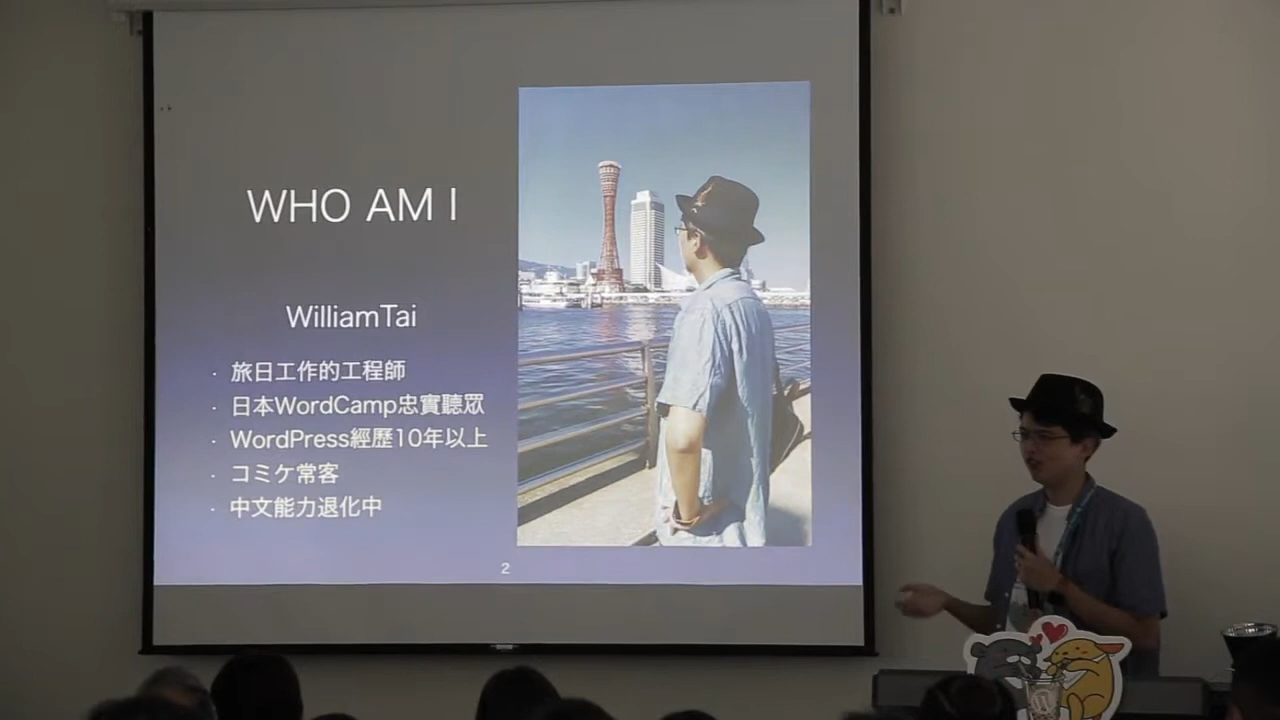 WHO AM I
WilliamTai
· 旅日工作的工程師
· 日本WordCamp忠實聽眾
· WordPress經歷10年以上
· コミケ常客
· 中文能力退化中
2